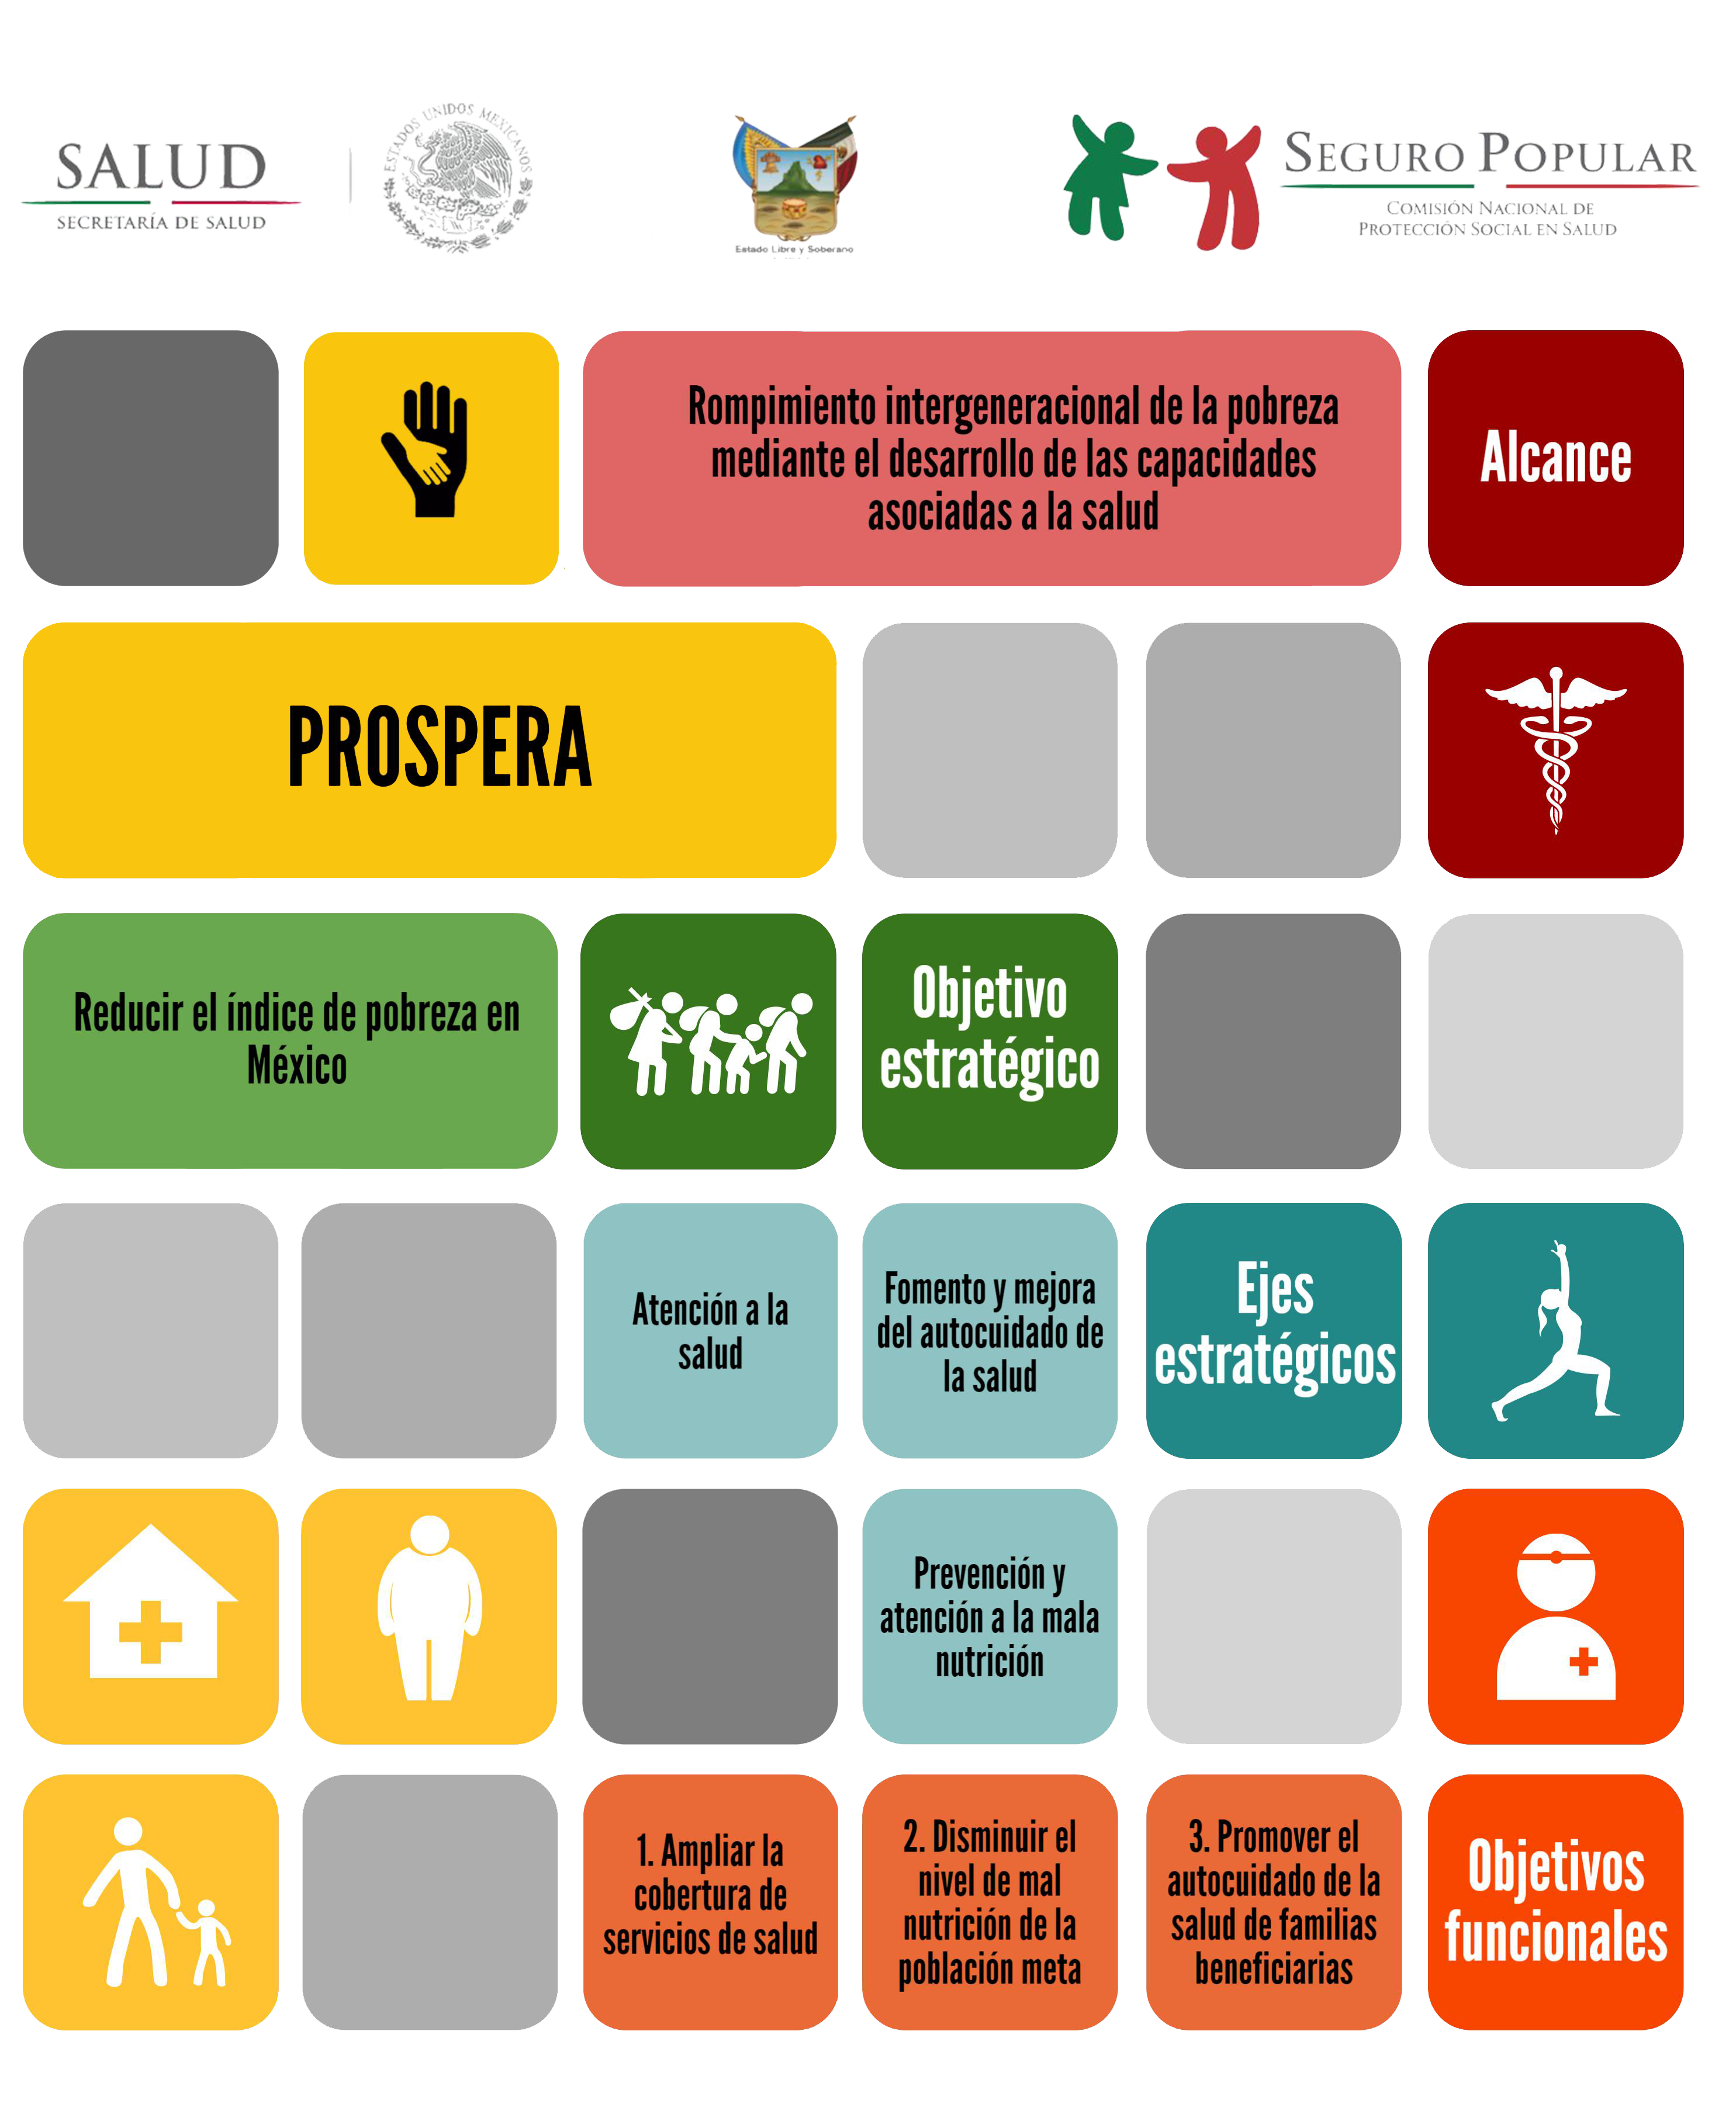 SALUD
SECRETARÍA DE SALUD
ESTADOS UNIDOS MEXICANOS
Estado Libre y Soberano
SEGURO POPULAR
COMISIÓN NACIONAL DE
PROTECCIÓN SOCIAL EN SALUD
Rompimiento intergeneracional de la pobreza
mediante el desarrollo de las capacidades
asociadas a la salud
Alcance
PROSPERA
Reducir el índice de pobreza en
México
Objetivo
estratégico
Atención a la
salud
Fomento y mejora
del autocuidado de
la salud
Ejes
estratégicos
Prevención y
atención a la mala
nutrición
1. Ampliar la
cobertura de
servicios de salud
2. Disminuir el
nivel de mal
nutrición de la
población meta
3. Promover el
autocuidado de la
salud de familias
beneficiarias
Objetivos
funcionales